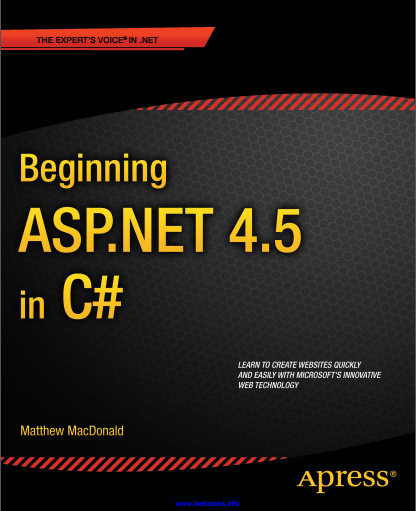 THE EXPERT'S VOICE® IN .NET
Beginning
ASP.NET 4.5
in C#
LEARN TO CREATE WEBSITES QUICKLY
AND EASILY WITH MICROSOFT'S INNOVATIVE
WEB TECHNOLOGY
Matthew MacDonald
Apress®